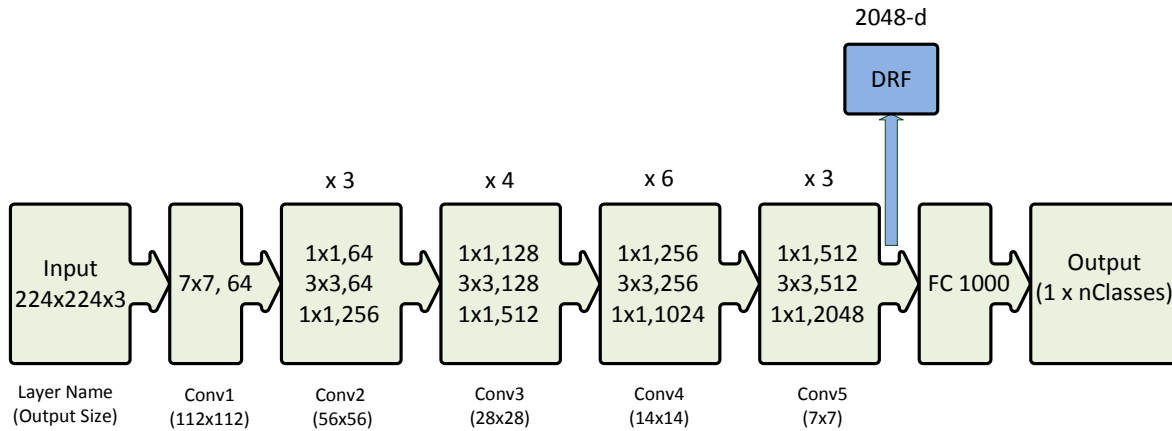 2048-d
DRF
x 3
x 4
x 6
x 3
Input
224x224x3
7x7, 64
1x1,64
3x3,64
1x1,256
1x1,128
3x3,128
1x1,512
1x1,256
3x3,256
1x1,1024
1x1,512
3x3,512
1x1,2048
FC 1000
Output
(1 x nClasses)
Layer Name
(Output Size)
Conv1
(112x112)
Conv2
(56x56)
Conv3
(28x28)
Conv4
(14x14)
Conv5
(7x7)